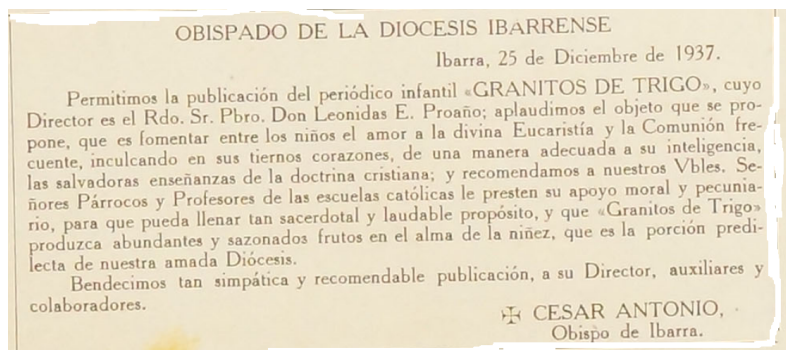 OBISPADO DE LA DIOCESIS IBARRENSE
Ibarra, 25 de Diciembre de 1937.
Permitimos la publicación del periódico infantil «GRANITOS DE TRIGO», cuyo
Director es el Rdo. Sr. Pbro. Don Leonidas E. Proaño; aplaudimos el objeto que se pro-
pone, que es fomentar entre los niños el amor a la divina Eucaristía y la Comunión fre-
cuente, inculcando en sus tiernos corazones, de una manera adecuada a su inteligencia,
las salvadoras enseñanzas de la doctrina cristiana; y recomendamos a nuestros Vbles. Se-
ñores Párrocos y Profesores de las escuelas católicas le presten su apoyo moral y pecunia-
rio, para que pueda llenar tan sacerdotal y laudable propósito, y que «Granitos de Trigo»
produzca abundantes y sazonados frutos en el alma de la niñez, que es la porción predi-
lecta de nuestra amada Diócesis.
Bendecimos tan simpática y recomendable publicación, a su Director, auxiliares y
colaboradores.
✠ CESAR ANTONIO,
Obispo de Ibarra.